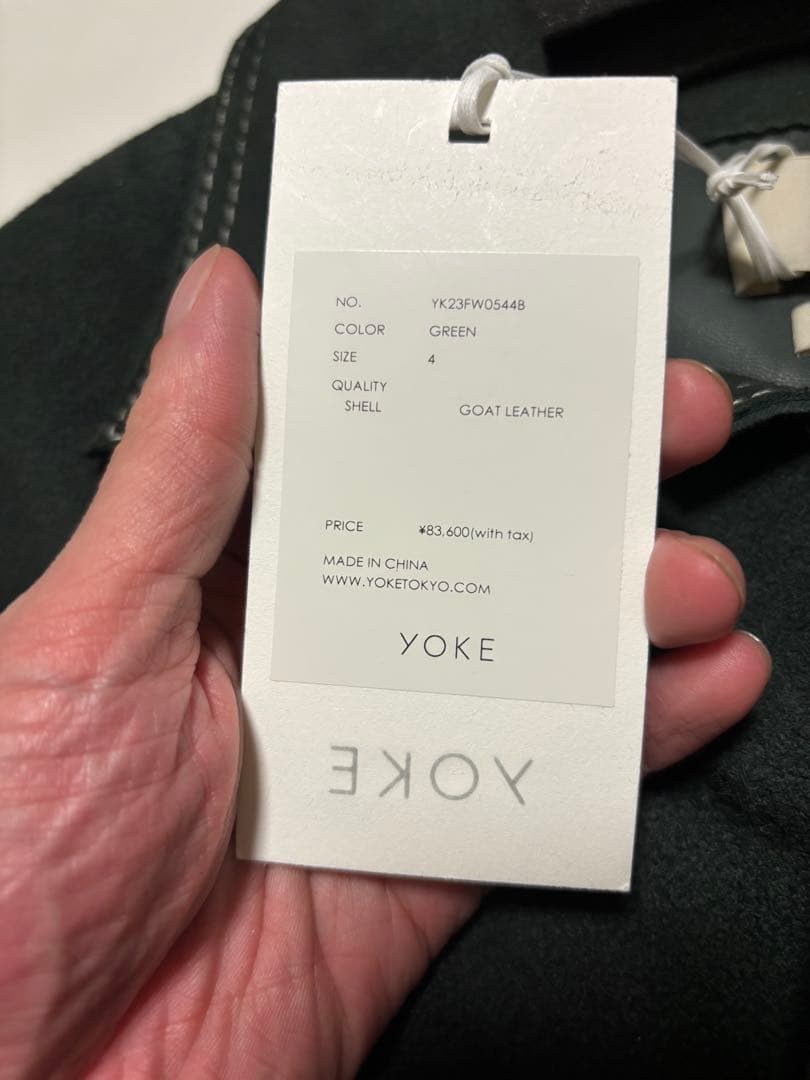 NO. YK23FW0544B
COLOR GREEN
SIZE 4
QUALITY
SHELL GOAT LEATHER
PRICE ¥83,600(with tax)
MADE IN CHINA
WWW.YOKETOKYO.COM
YOKE
YOKE